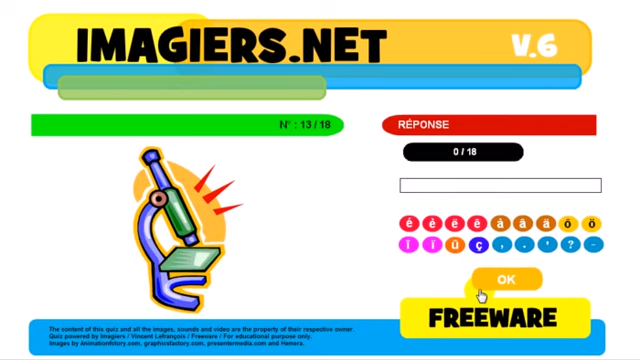 IMAGIERS.NET
V.6
N° : 13 / 18
RÉPONSE
0 / 18
é è ê ë à â ä ô ö
î ï û ç , . ' ? -
OK
FREEWARE
The content of this quiz and all the images, sounds and video are the property of their respective owner.
Quiz powered by Imagiers / Vincent Lefrançois / Freeware / For educational purpose only.
Images by animationfctory.com, graphicsfactory.com, presentermedia.com and Hemera.